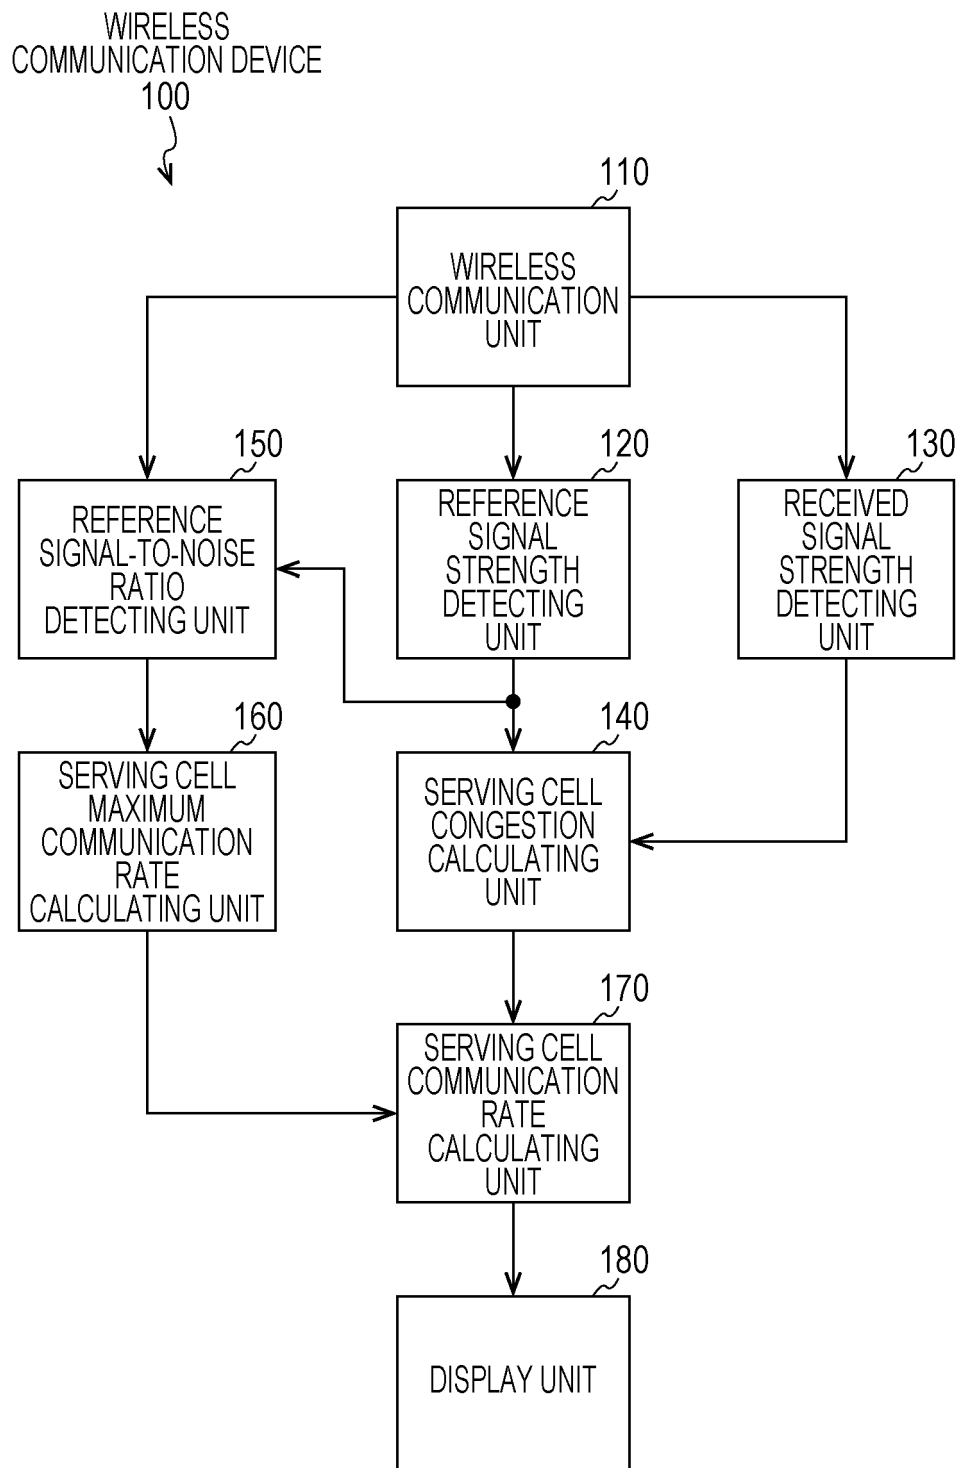 WIRELESS
COMMUNICATION DEVICE
100
110
WIRELESS
COMMUNICATION
UNIT
150
REFERENCE
SIGNAL-TO-NOISE
RATIO
DETECTING UNIT
120
REFERENCE
SIGNAL
STRENGTH
DETECTING
UNIT
130
RECEIVED
SIGNAL
STRENGTH
DETECTING
UNIT
160
SERVING CELL
MAXIMUM
COMMUNICATION
RATE
CALCULATING UNIT
140
SERVING CELL
CONGESTION
CALCULATING
UNIT
170
SERVING CELL
COMMUNICATION
RATE
CALCULATING
UNIT
180
DISPLAY UNIT